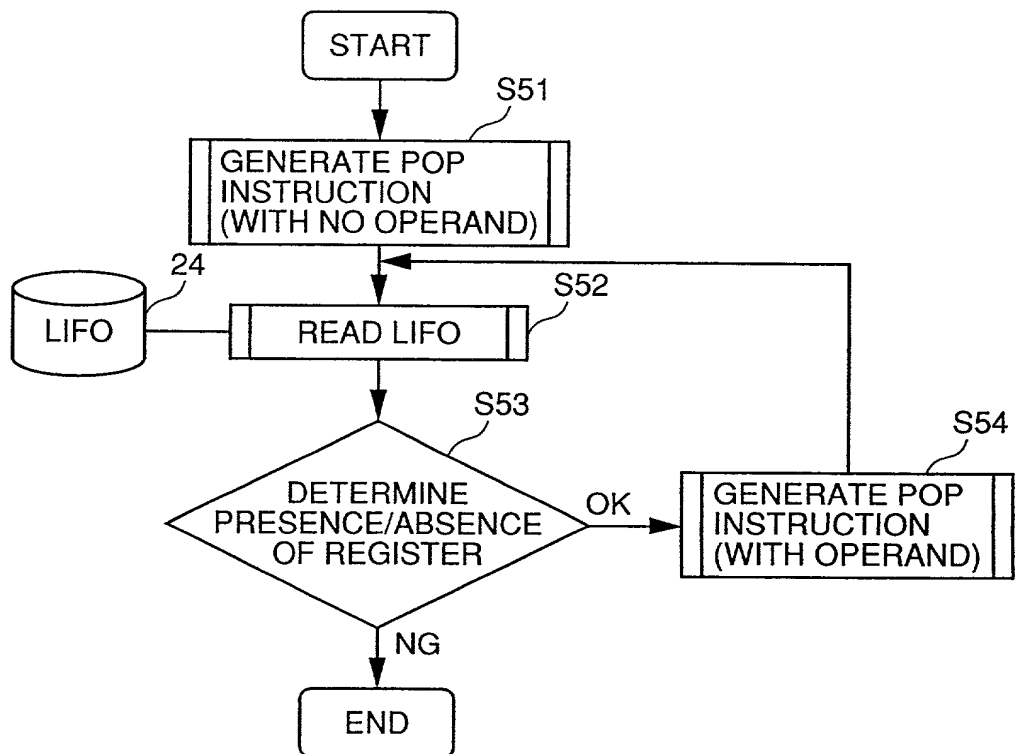 START
S51
GENERATE POP
INSTRUCTION
(WITH NO OPERAND)
24
LIFO
S52
READ LIFO
S53
DETERMINE
PRESENCE/ABSENCE
OF REGISTER
OK
S54
GENERATE POP
INSTRUCTION
(WITH OPERAND)
NG
END